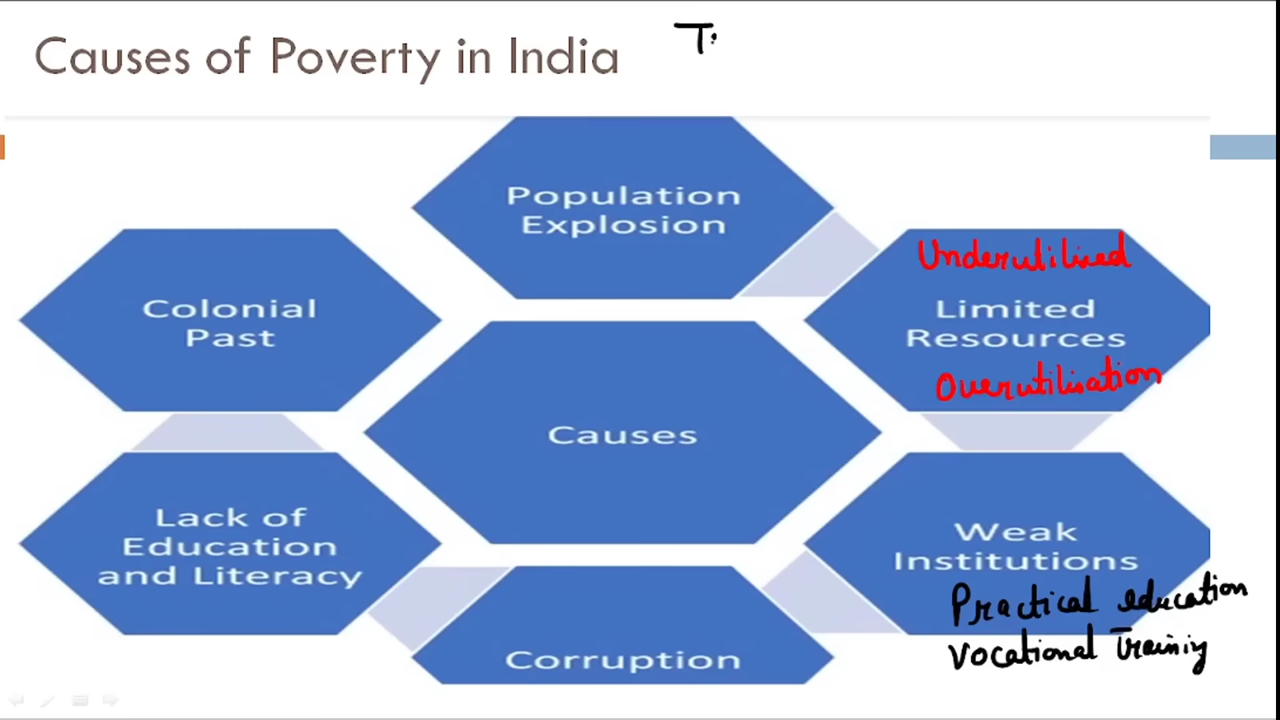 Causes of Poverty in India
T
Population
Explosion
Underutilised
Limited
Resources
Overutilisation
Colonial
Past
Causes
Lack of
Education
and Literacy
Weak
Institutions
Practical education
Vocational Training
Corruption